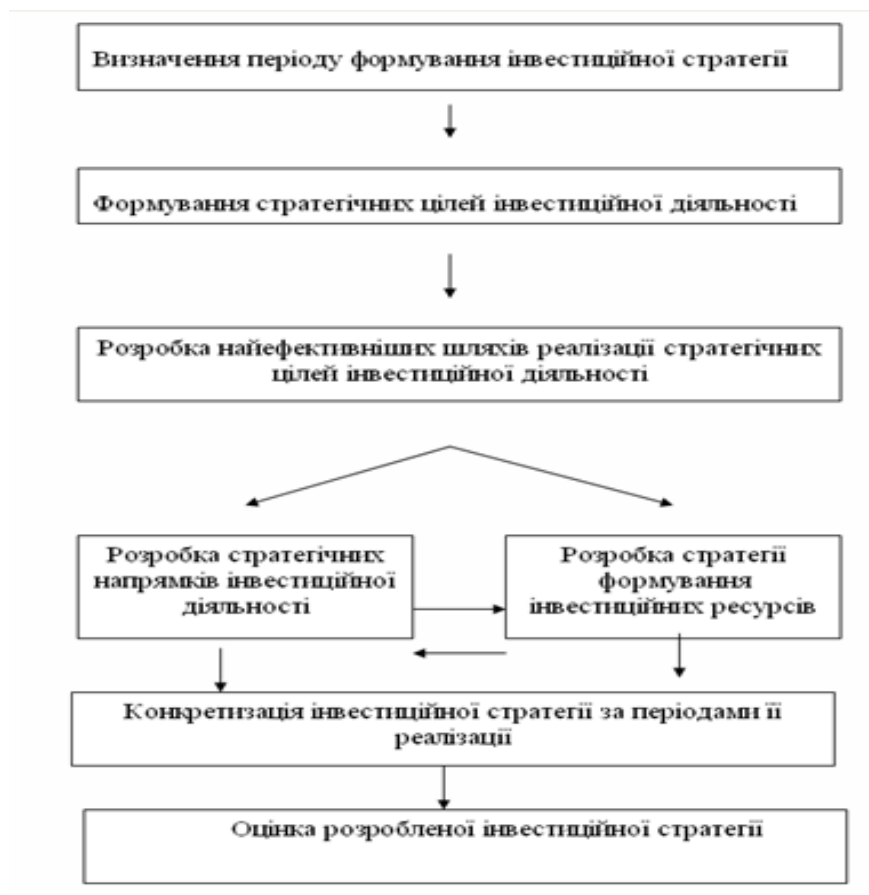 Визначення періоду формування інвестиційної стратегії
Формування стратегічних цілей інвестиційної діяльності
Розробка найефективніших шляхів реалізації стратегічних
цілей інвестиційної діяльності
Розробка стратегічних
напрямків інвестиційної
діяльності
Розробка стратегії
формування
інвестиційних ресурсів
Конкретизація інвестиційної стратегії за періодами її
реалізації
Оцінка розробленої інвестиційної стратегії